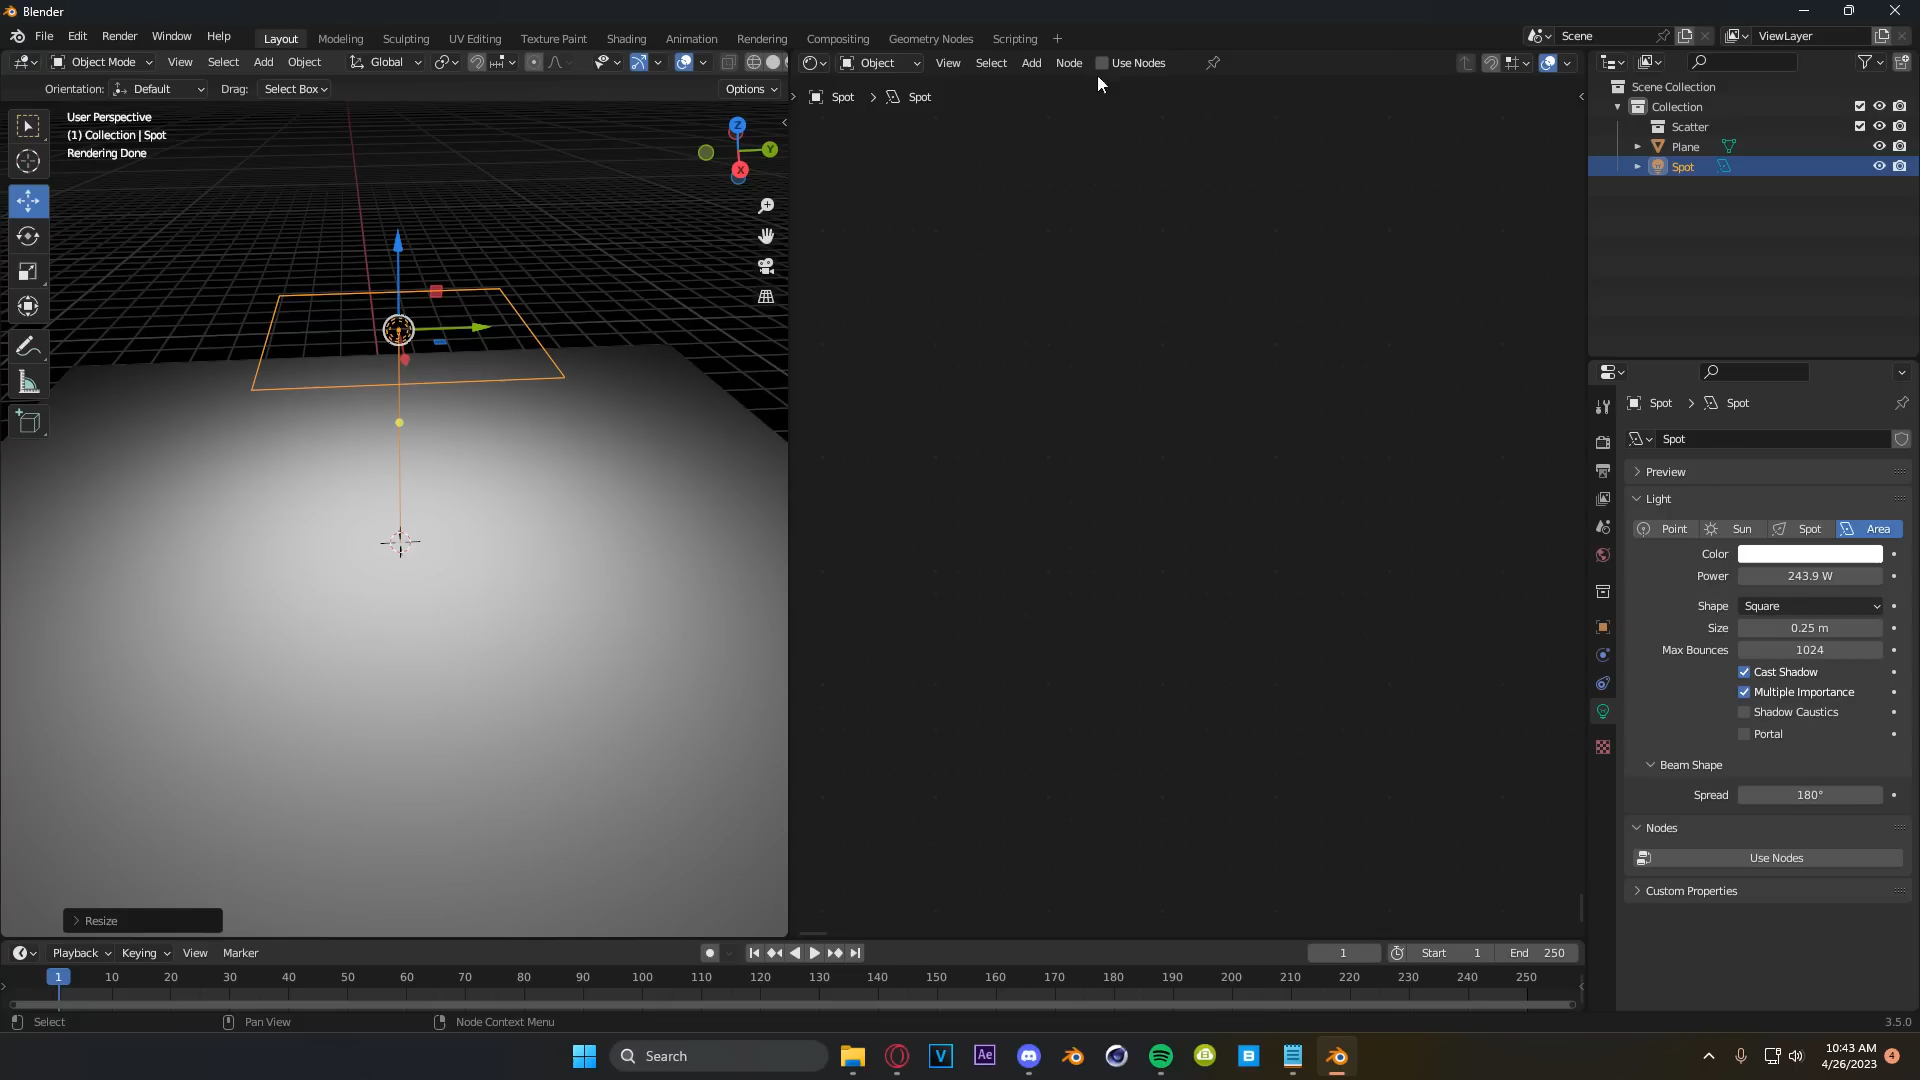 Blender
File Edit Render Window Help Layout Modeling Sculpting UV Editing Texture Paint Shading Animation Rendering Compositing Geometry Nodes Scripting + Scene ViewLayer
Object Mode View Select Add Object Global Object View Select Add Node Use Nodes
Orientation: Default Drag: Select Box Options
User Perspective
(1) Collection | Spot
Rendering Done
Z
Y
X
Spot > Spot
Scene Collection
Collection
Scatter
Plane
Spot
Spot > Spot
Spot
Preview
Light
Point Sun Spot Area
Color
Power 243.9 W
Shape Square
Size 0.25 m
Max Bounces 1024
Cast Shadow
Multiple Importance
Shadow Caustics
Portal
Beam Shape
Spread 180°
Nodes
Use Nodes
Custom Properties
Resize
Playback Keying View Marker 1 Start 1 End 250
1 10 20 30 40 50 60 70 80 90 100 110 120 130 140 150 160 170 180 190 200 210 220 230 240 250
Select Pan View Node Context Menu 3.5.0
Search V Ae B 10:43 AM
4/26/2023 4